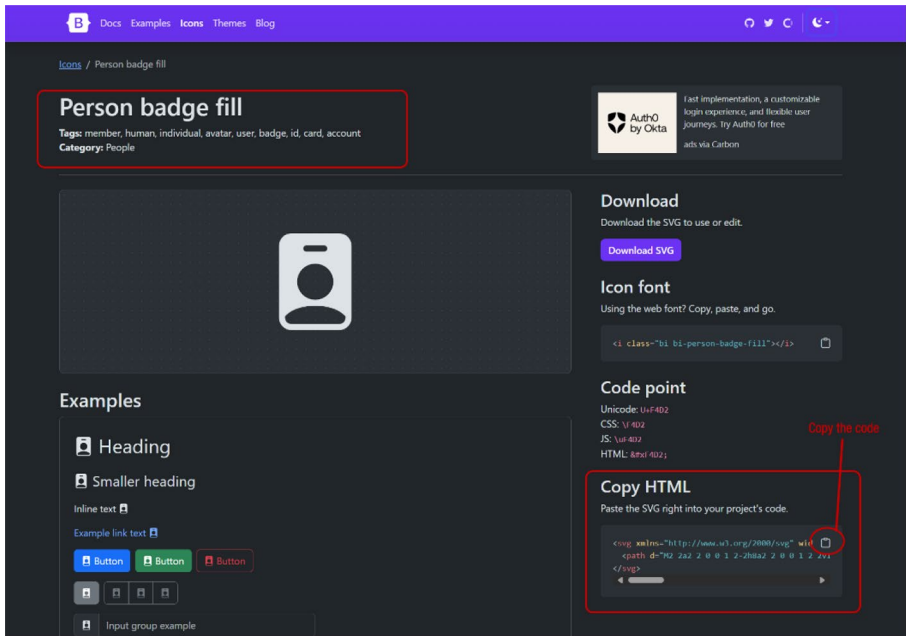 B Docs Examples Icons Themes Blog
Icons / Person badge fill
Person badge fill
Tags: member, human, individual, avatar, user, badge, id, card, account
Category: People
Auth0
by Okta
Fast implementation, a customizable
login experience, and flexible user
journeys. Try Auth0 for free
ads via Carbon
Download
Download the SVG to use or edit.
Download SVG
Icon font
Using the web font? Copy, paste, and go.
<i class="bi bi-person-badge-fill"></i>
Code point
Unicode: U+F4D2
CSS: \F4D2
JS: \uF4D2
HTML: &#xF4D2;
Copy the code
Copy HTML
Paste the SVG right into your project's code.
<svg xmlns="http://www.w3.org/2000/svg" wid
<path d="M2 2a2 2 0 0 1 2-2h8a2 2 0 0 1 2 2v1
</svg>
Examples
Heading
Smaller heading
Inline text
Example link text
Button Button Button
Input group example